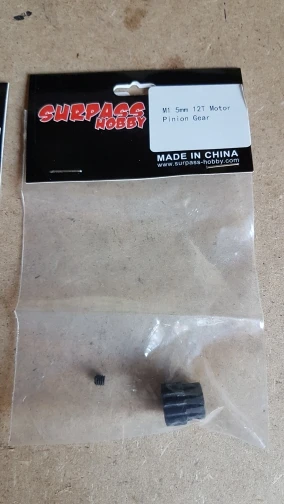 SURPASS
HOBBY
M1 5mm 12T Motor
Pinion Gear
MADE IN CHINA
www.surpass-hobby.com